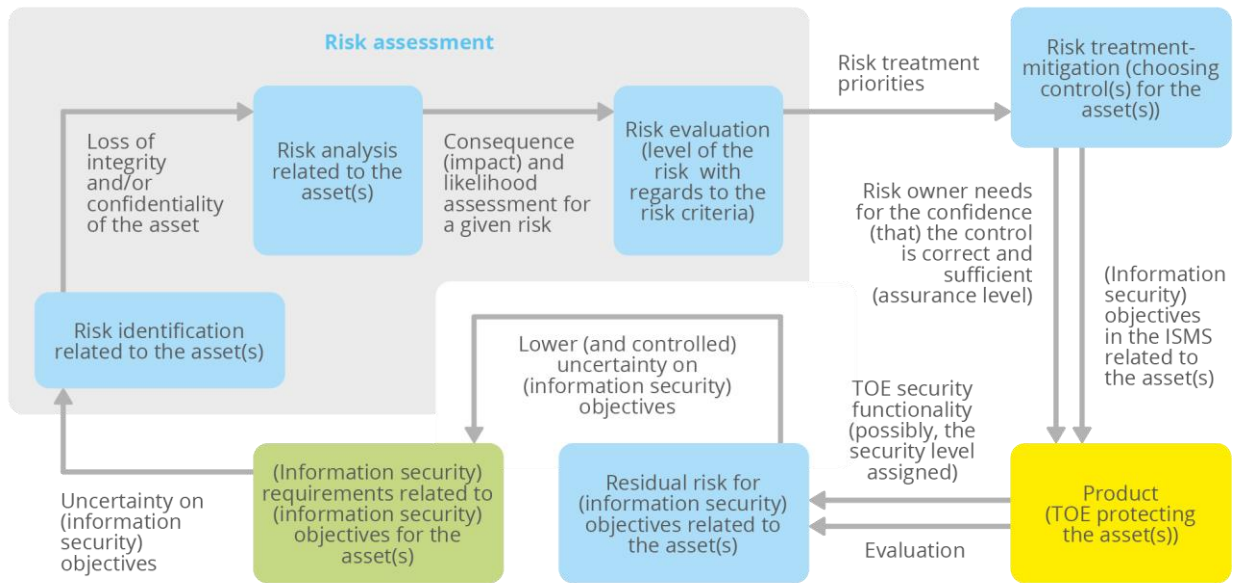 Risk assessment
Loss of
integrity
and/or
confidentiality
of the asset
Risk analysis
related to the
asset(s)
Consequence
(impact) and
likelihood
assessment for
a given risk
Risk evaluation
(level of the
risk with
regards to the
risk criteria)
Risk treatment
priorities
Risk treatment-
mitigation (choosing
control(s) for the
asset(s))
Risk owner needs
for the confidence
(that) the control
is correct and
sufficient
(assurance level)
(Information
security)
objectives
in the ISMS
related to
the asset(s)
Risk identification
related to the asset(s)
Lower (and controlled)
uncertainty on
(information security)
objectives
TOE security
functionality
(possibly, the
security level
assigned)
Uncertainty on
(information
security)
objectives
(Information security)
requirements related to
(information security)
objectives for the
asset(s)
Residual risk for
(information security)
objectives related to
the asset(s)
Evaluation
Product
(TOE protecting
the asset(s))